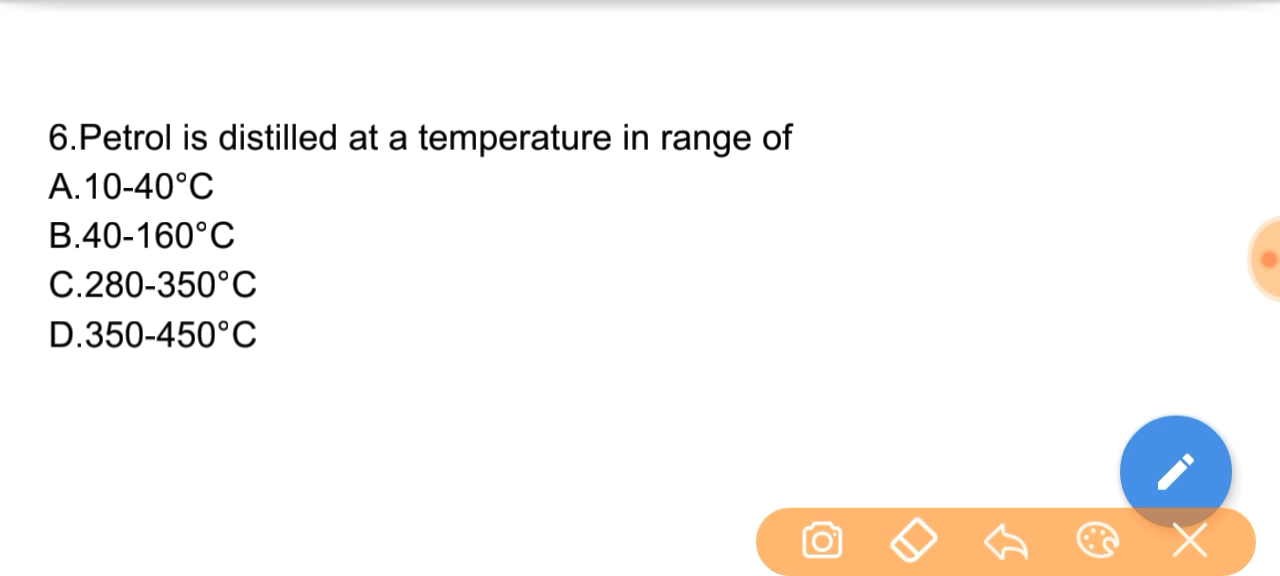 6.Petrol is distilled at a temperature in range of
A.10-40°C
B.40-160°C
C.280-350°C
D.350-450°C